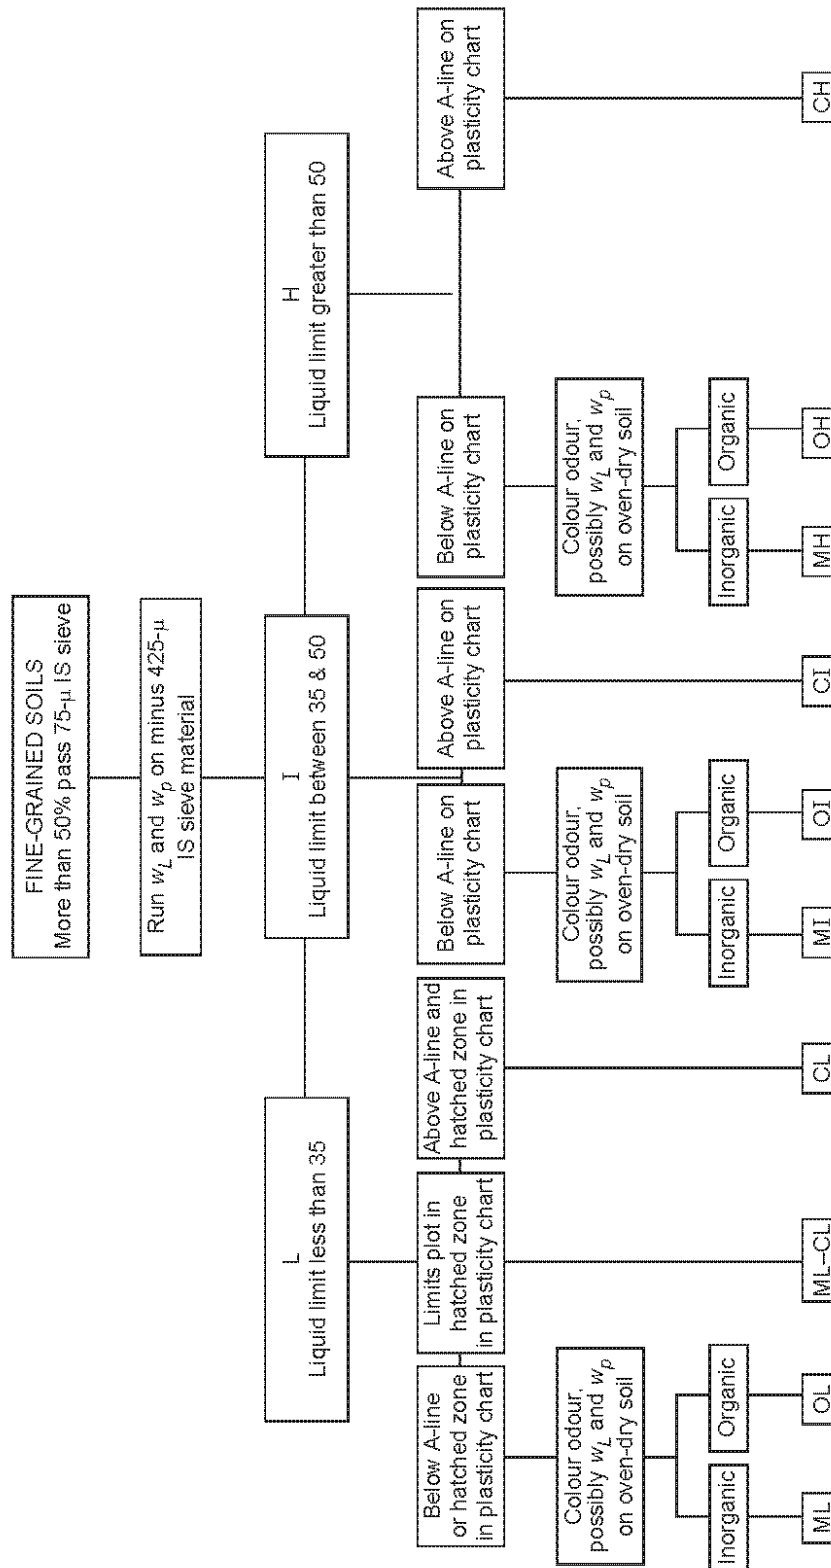 FINE-GRAINED SOILS
More than 50% pass 75-μ IS sieve
Run w_L and w_p on minus 425-μ
IS sieve material
L
Liquid limit less than 35
I
Liquid limit between 35 & 50
H
Liquid limit greater than 50
Below A-line
or hatched zone
in plasticity chart
Limits plot in
hatched zone
in plasticity chart
Above A-line and
hatched zone in
plasticity chart
Below A-line on
plasticity chart
Above A-line on
plasticity chart
Below A-line on
plasticity chart
Above A-line on
plasticity chart
Colour odour,
possibly w_L and w_p
on oven-dry soil
Colour odour,
possibly w_L and w_p
on oven-dry soil
Colour odour,
possibly w_L and w_p
on oven-dry soil
Inorganic
Organic
Inorganic
Organic
Inorganic
Organic
ML
OL
ML–CL
CL
MI
OI
CI
MH
OH
CH